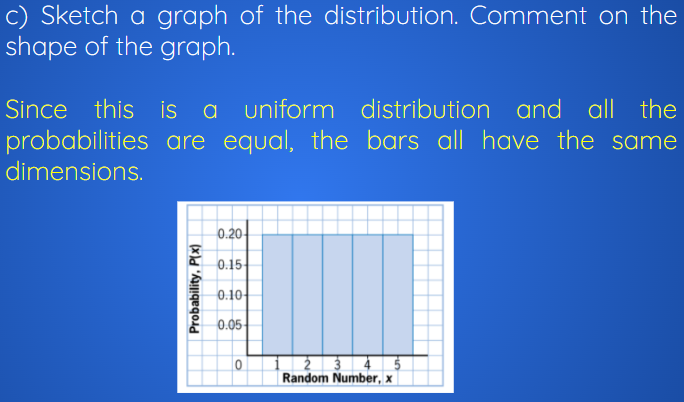 c) Sketch a graph of the distribution. Comment on the
shape of the graph.
Since this is a uniform distribution and all the
probabilities are equal, the bars all have the same
dimensions.
Probability, P(x)
0.20
0.15
0.10
0.05
0 1 2 3 4 5
Random Number, x